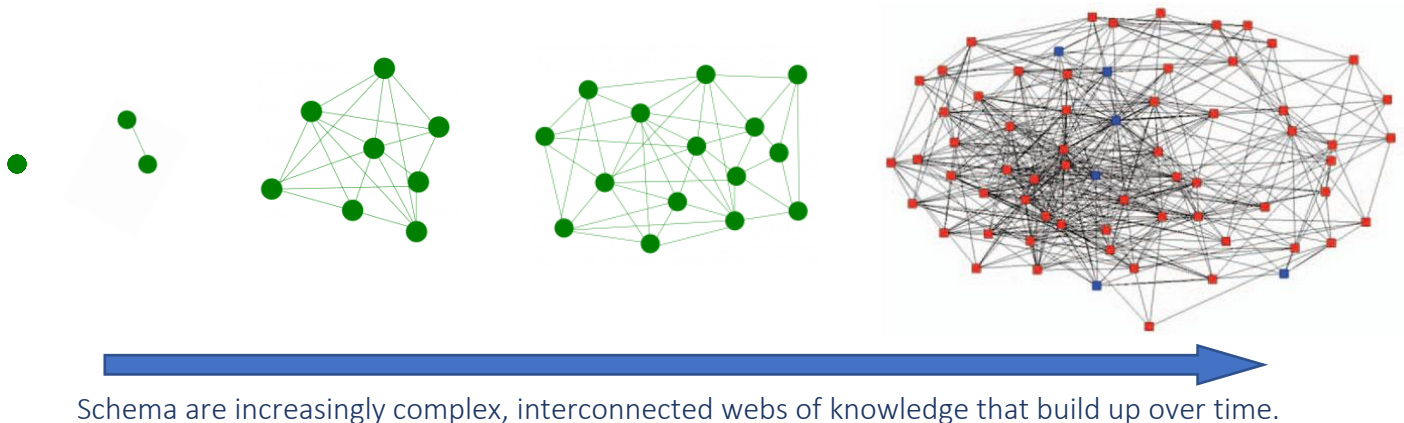 Schema are increasingly complex, interconnected webs of knowledge that build up over time.